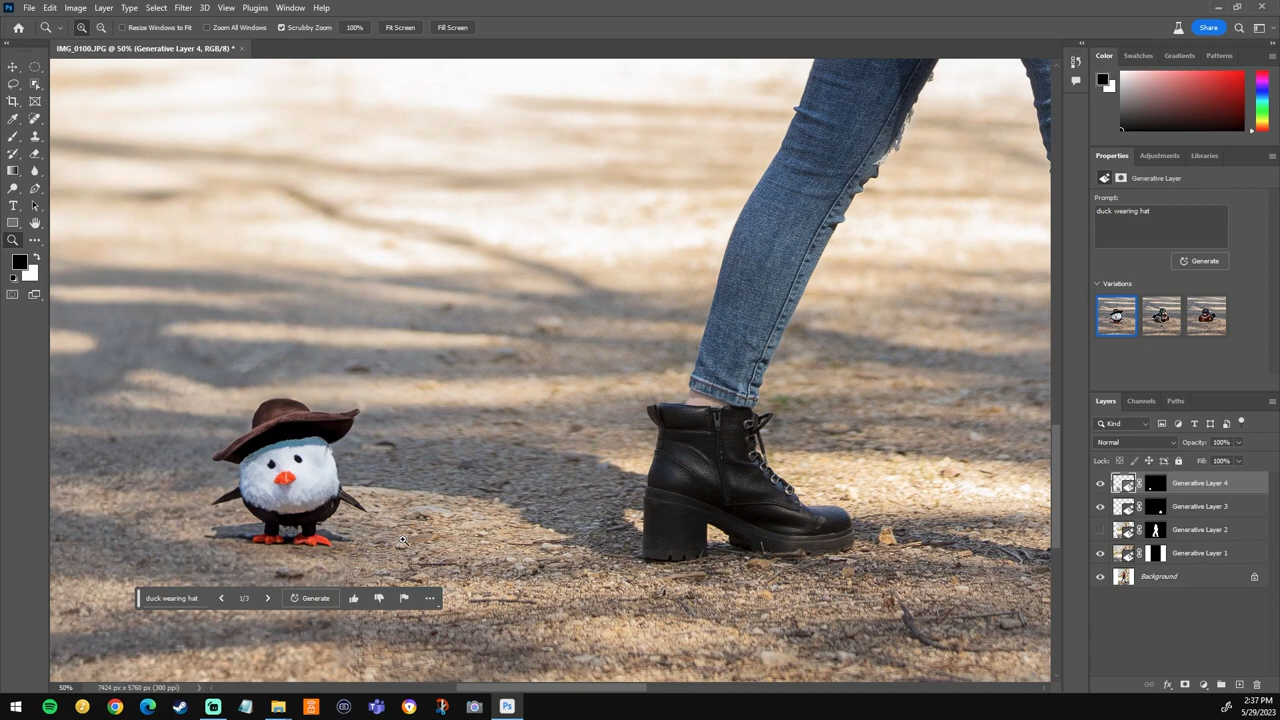 File Edit Image Layer Type Select Filter 3D View Plugins Window Help
Resize Windows to Fit Zoom All Windows Scrubby Zoom 100% Fit Screen Fill Screen Share
IMG_0100.JPG @ 50% (Generative Layer 4, RGB/8) *
Color Swatches Gradients Patterns
Properties Adjustments Libraries
Generative Layer
Prompt:
duck wearing hat
Generate
Variations
Layers Channels Paths
Kind
Normal Opacity: 100%
Lock: Fill: 100%
Generative Layer 4
Generative Layer 3
Generative Layer 2
Generative Layer 1
Background
duck wearing hat 1/3 Generate
50% 7424 px x 5760 px (300 ppi)
Ps
2:37 PM
5/29/2023